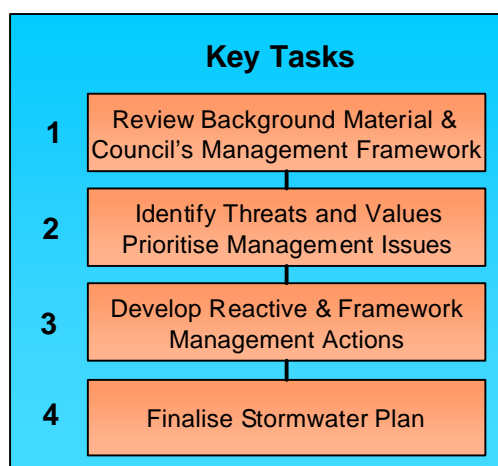 Key Tasks
1
Review Background Material &
Council's Management Framework
2
Identify Threats and Values
Prioritise Management Issues
3
Develop Reactive & Framework
Management Actions
4
Finalise Stormwater Plan